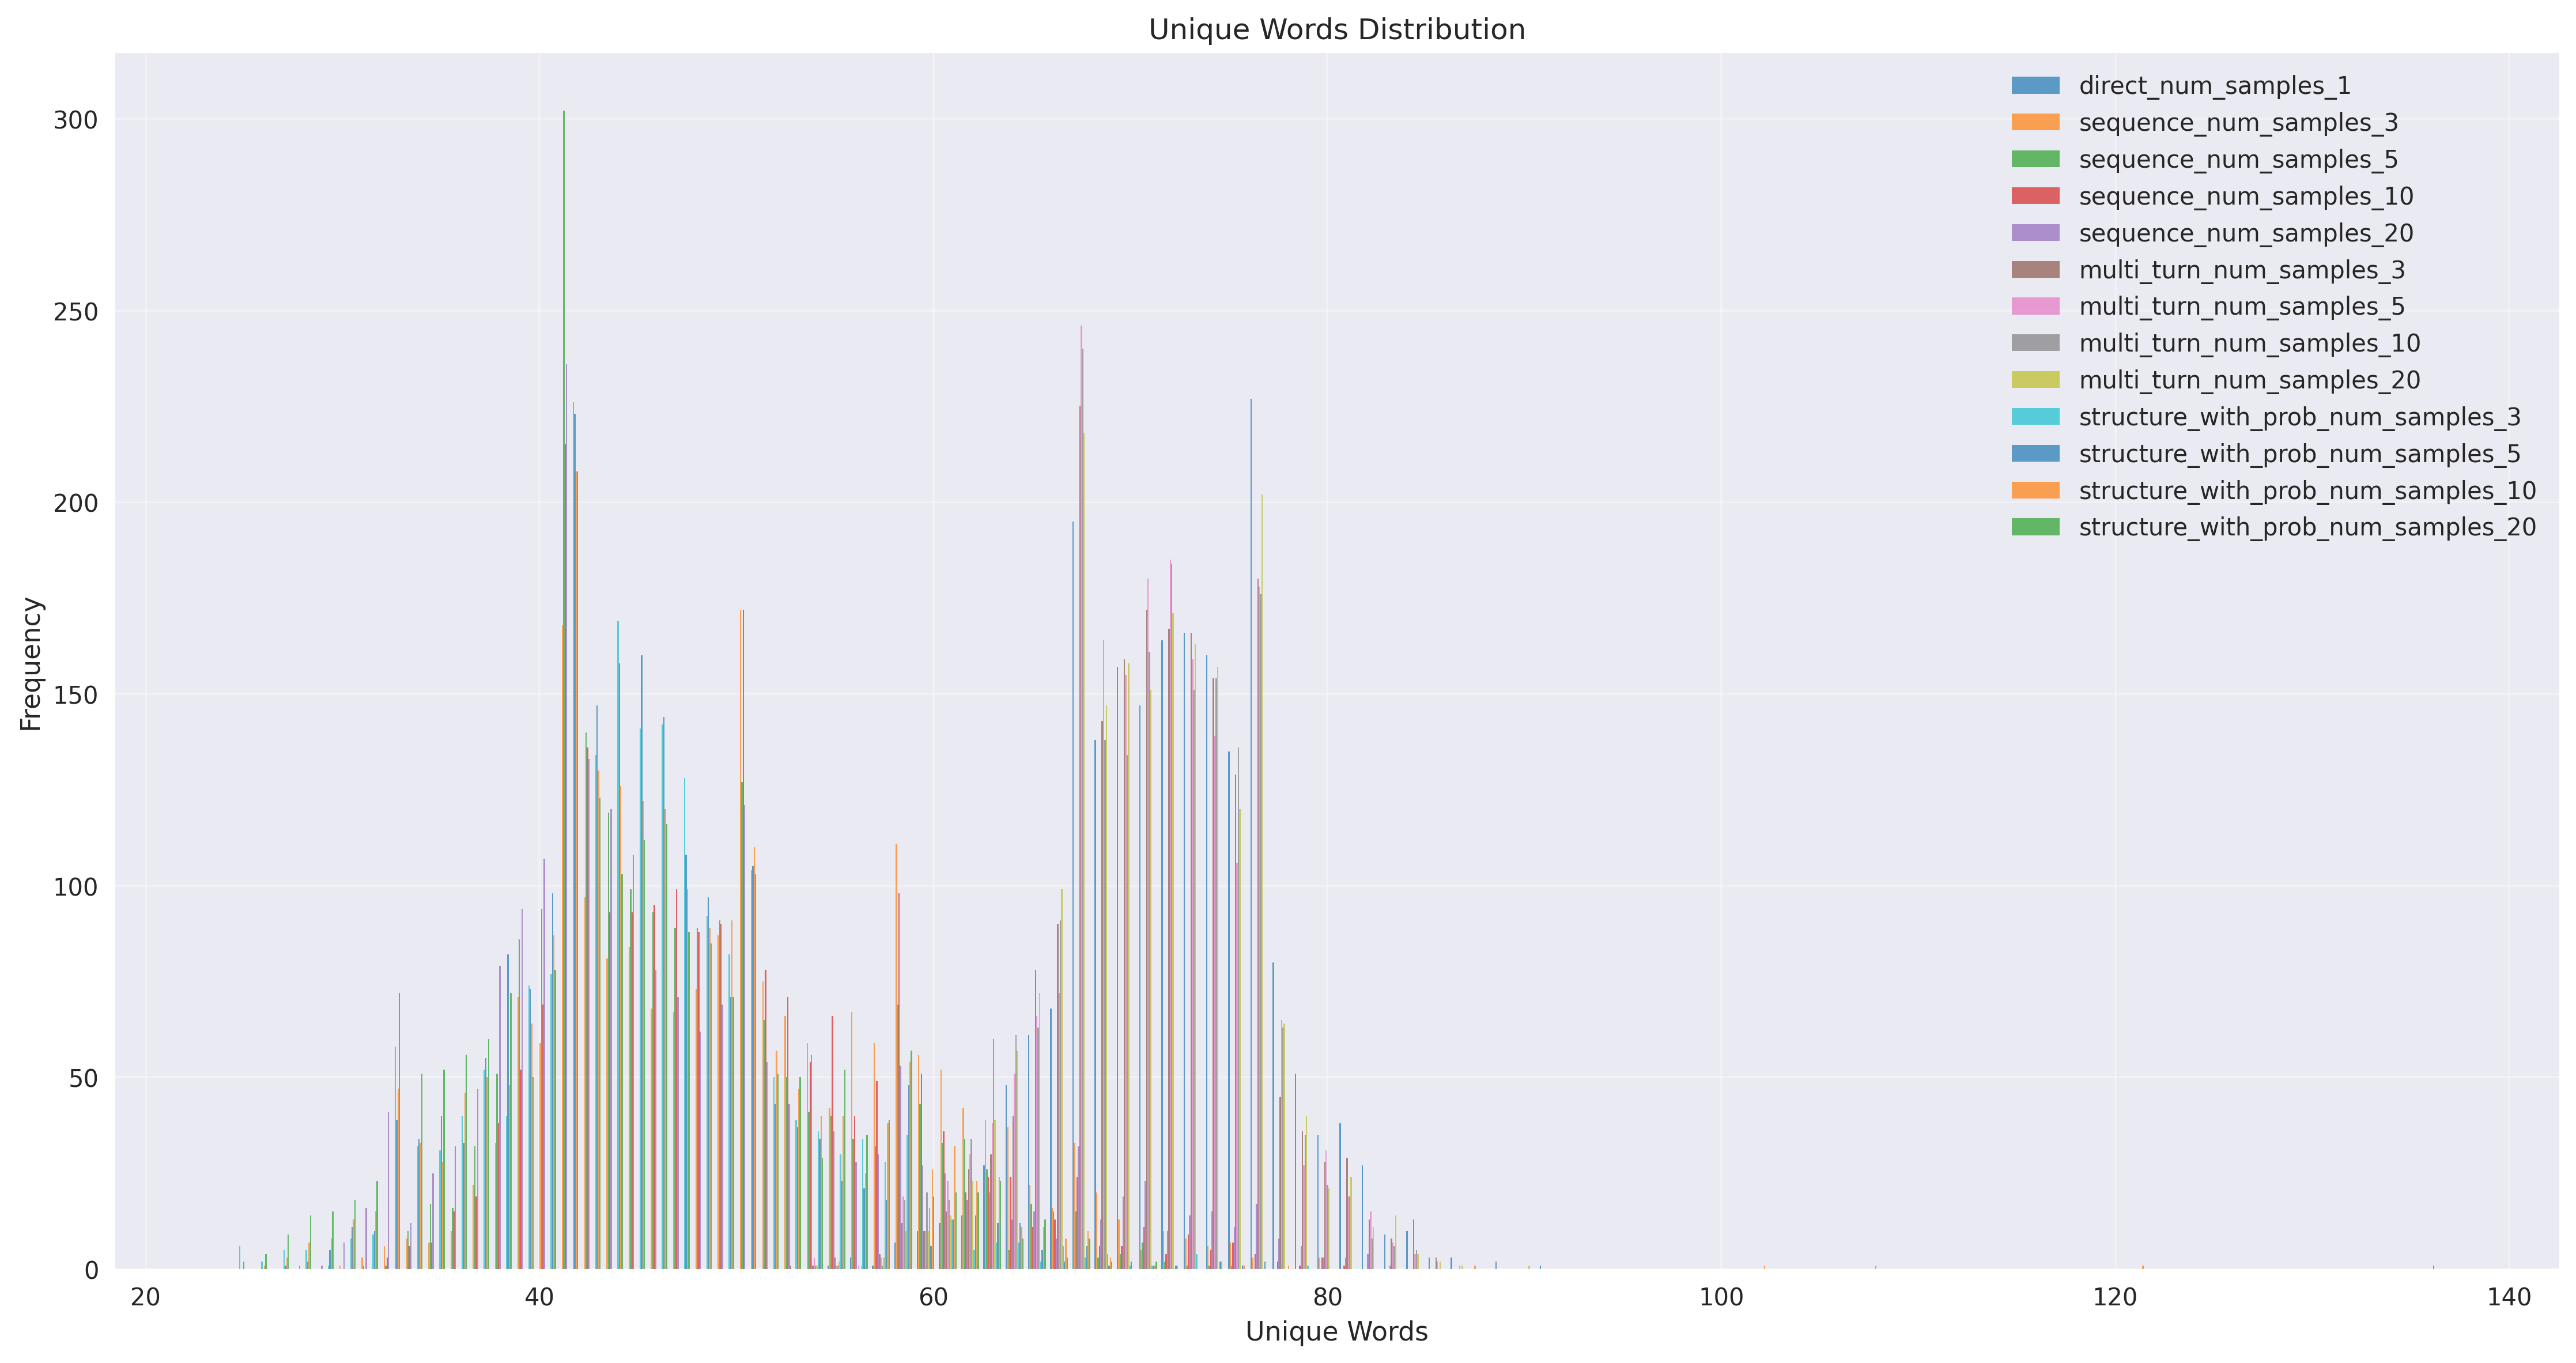 Unique Words Distribution
direct_num_samples_1
sequence_num_samples_3
sequence_num_samples_5
sequence_num_samples_10
sequence_num_samples_20
multi_turn_num_samples_3
multi_turn_num_samples_5
multi_turn_num_samples_10
multi_turn_num_samples_20
structure_with_prob_num_samples_3
structure_with_prob_num_samples_5
structure_with_prob_num_samples_10
structure_with_prob_num_samples_20
Frequency
300
250
200
150
100
50
0
20 40 60 80 100 120 140
Unique Words